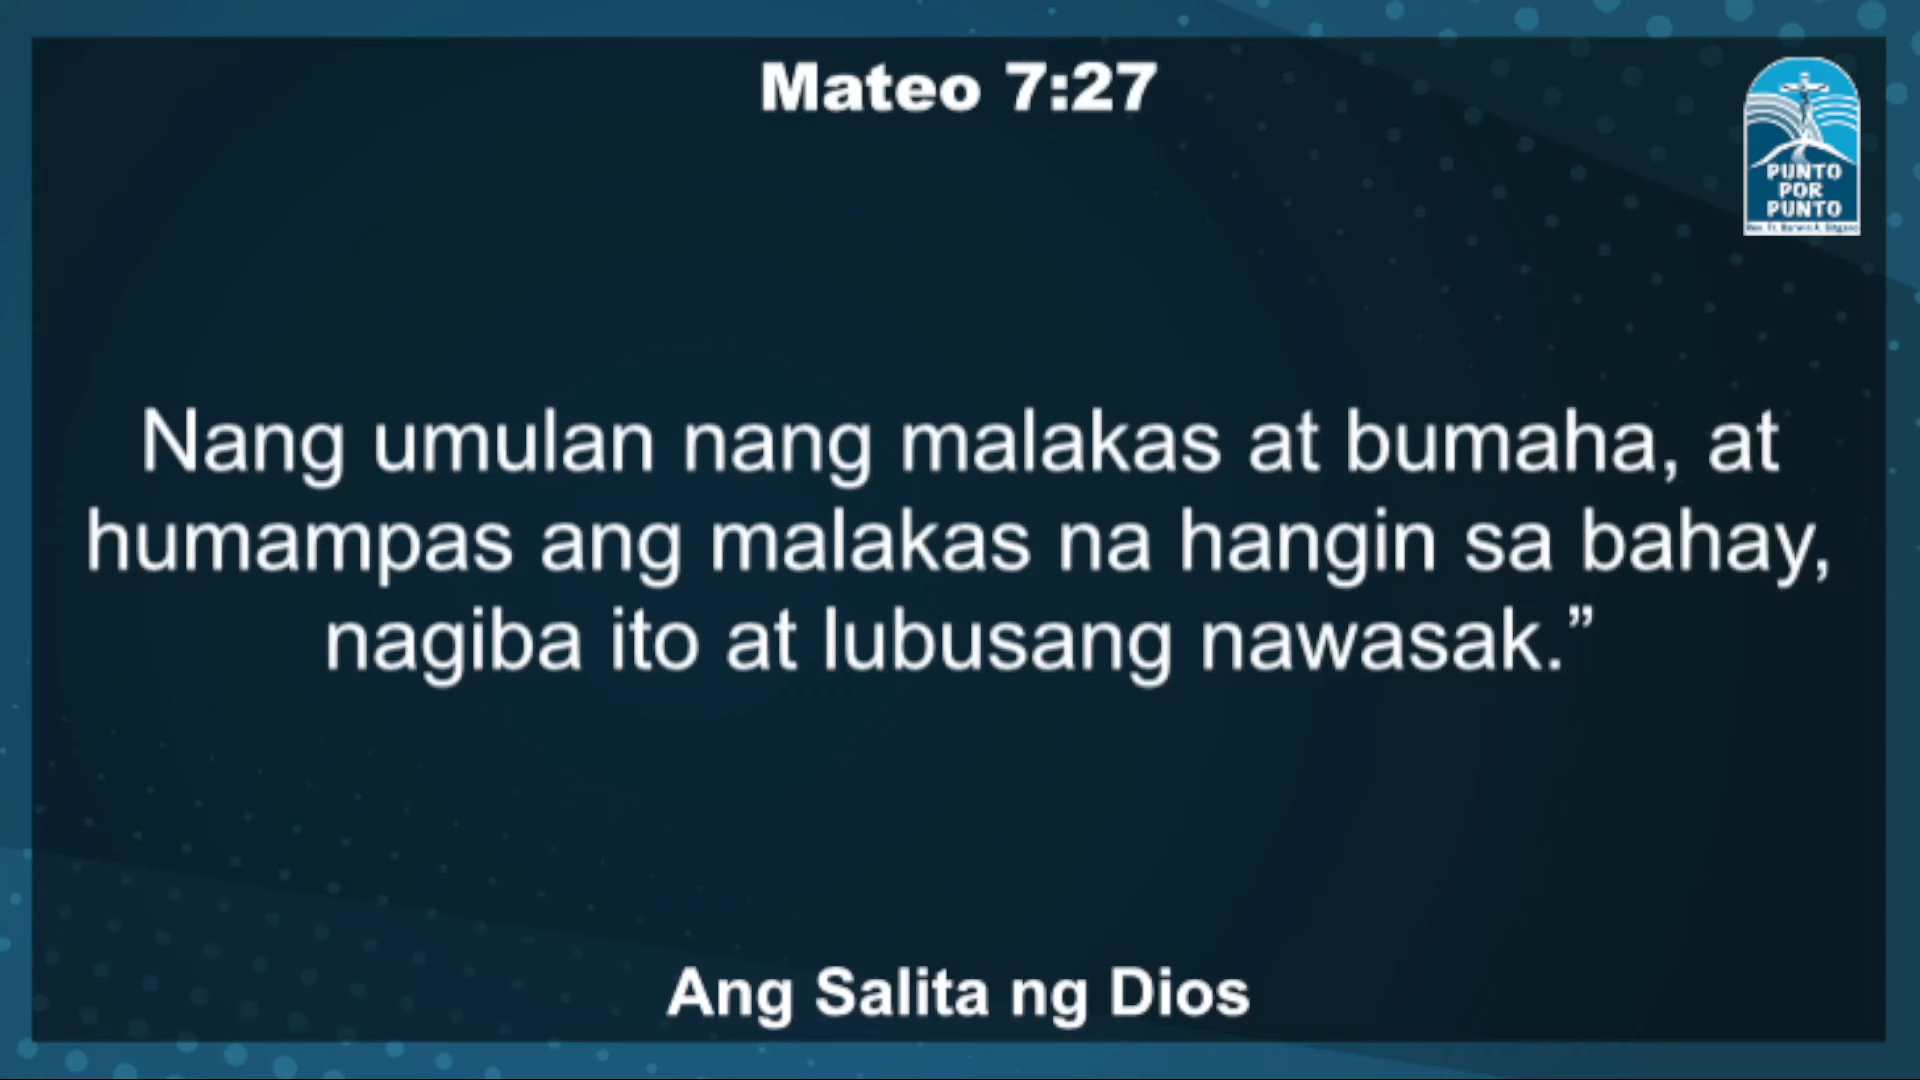 Mateo 7:27
PUNTO
POR
PUNTO
Nang umulan nang malakas at bumaha, at
humampas ang malakas na hangin sa bahay,
nagiba ito at lubusang nawasak.”
Ang Salita ng Dios